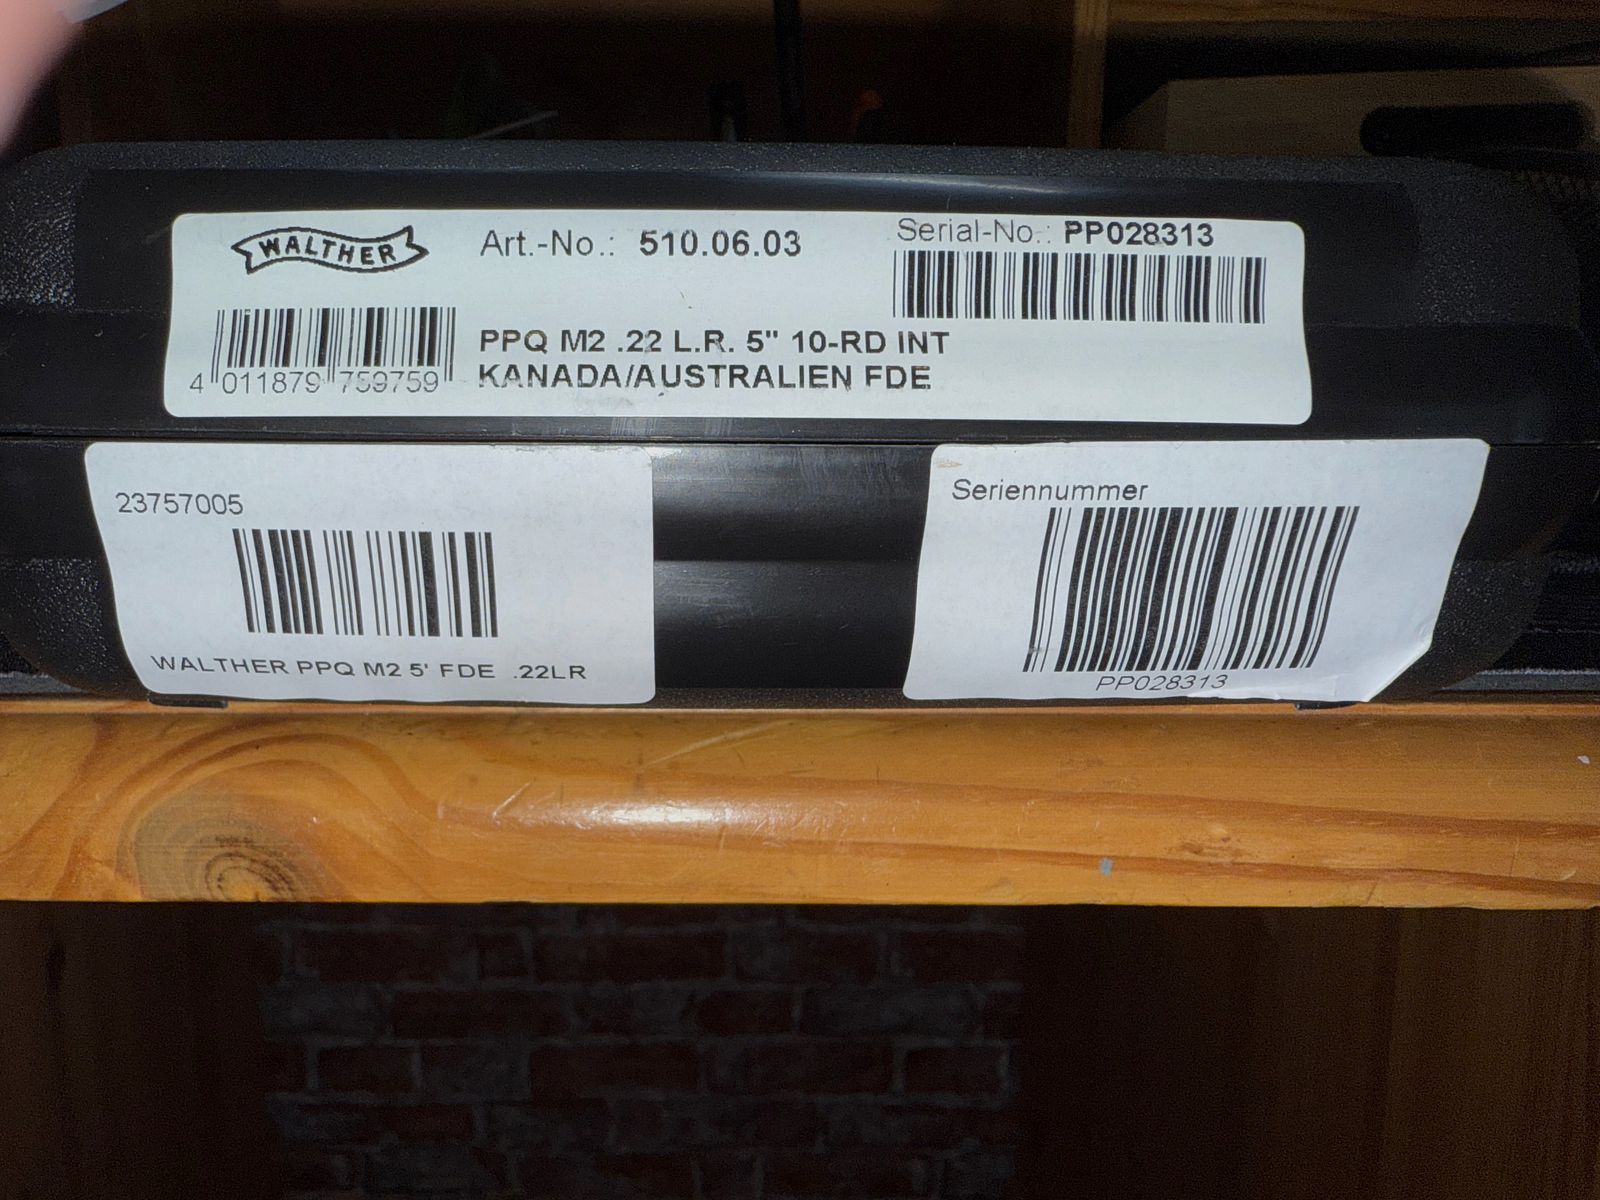 WALTHER
Art.-No.: 510.06.03
Serial-No.: PP028313
4 011879 759759
PPQ M2 .22 L.R. 5" 10-RD INT
KANADA/AUSTRALIEN FDE
23757005
WALTHER PPQ M2 5' FDE .22LR
Seriennummer
PP028313